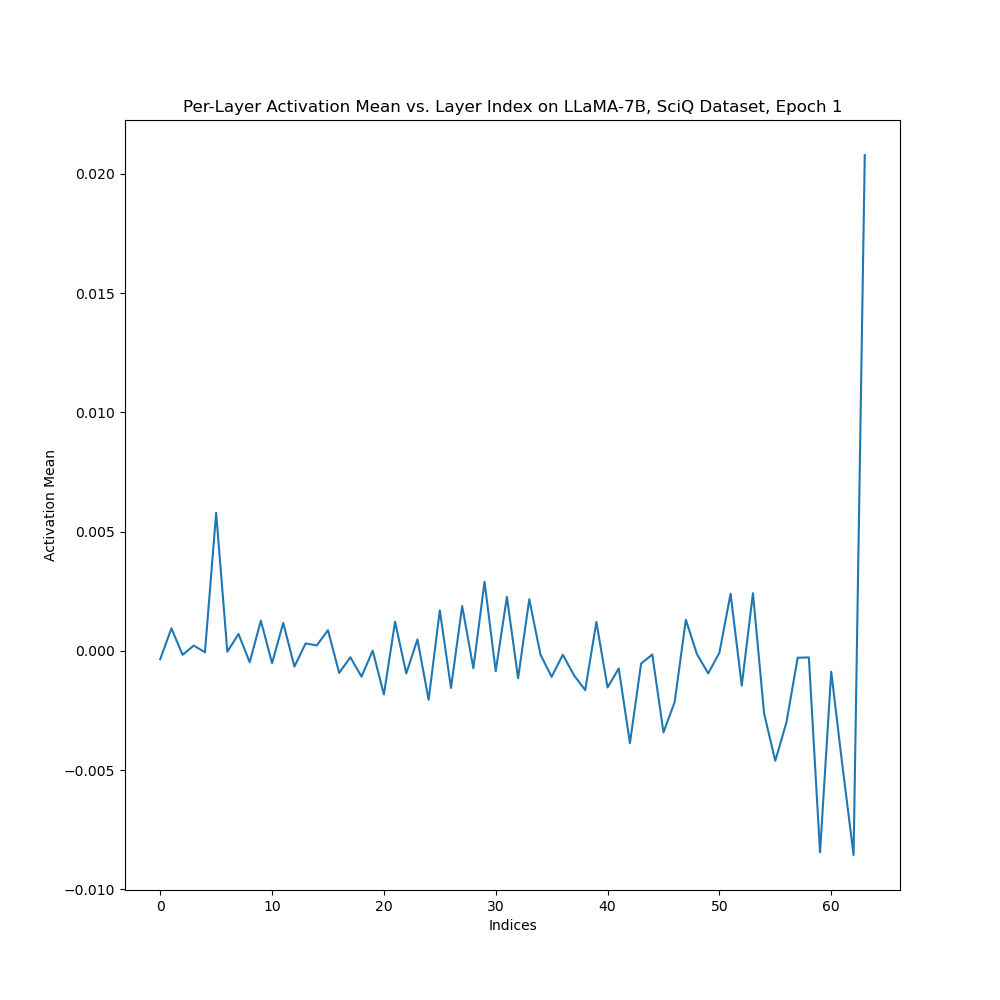 Per-Layer Activation Mean vs. Layer Index on LLaMA-7B, SciQ Dataset, Epoch 1
0.020
0.015
0.010
0.005
0.000
−0.005
−0.010
Activation Mean
0 10 20 30 40 50 60
Indices